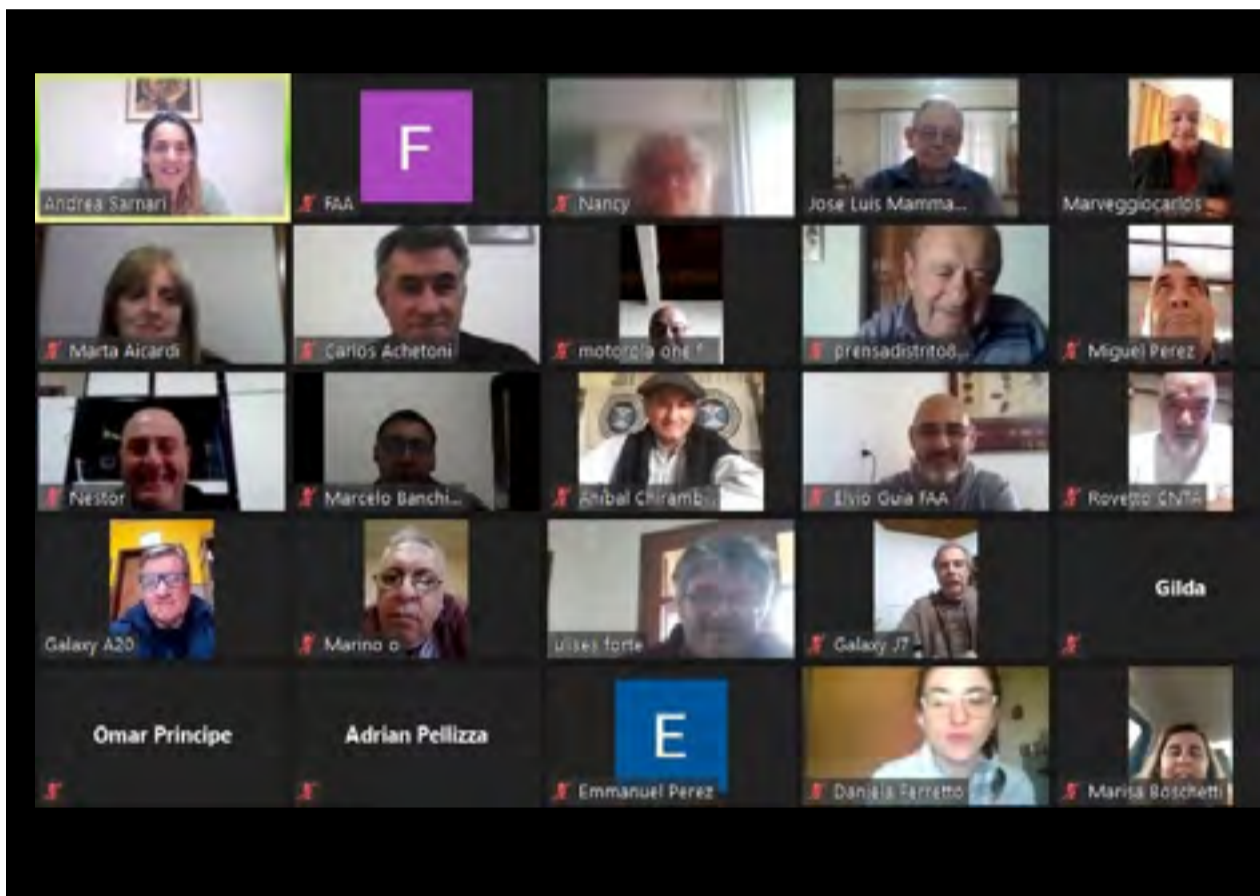 Andrea Sarnari
F
FAA
Nancy
Jose Luis Mamma...
Marveggiocarlos
Marta Aicardi
Carlos Achetoni
motorola one f
prensadistrito8...
Miguel Perez
Nestor
Marcelo Banchi...
Anibal Chiramb...
Elvio Guia FAA
Rovetto CNTA
Galaxy A20
Marino o
ulises forte
Galaxy J7
Gilda
Omar Principe
Adrian Pellizza
E
Emmanuel Perez
Daniela Ferretto
Marisa Boschetti